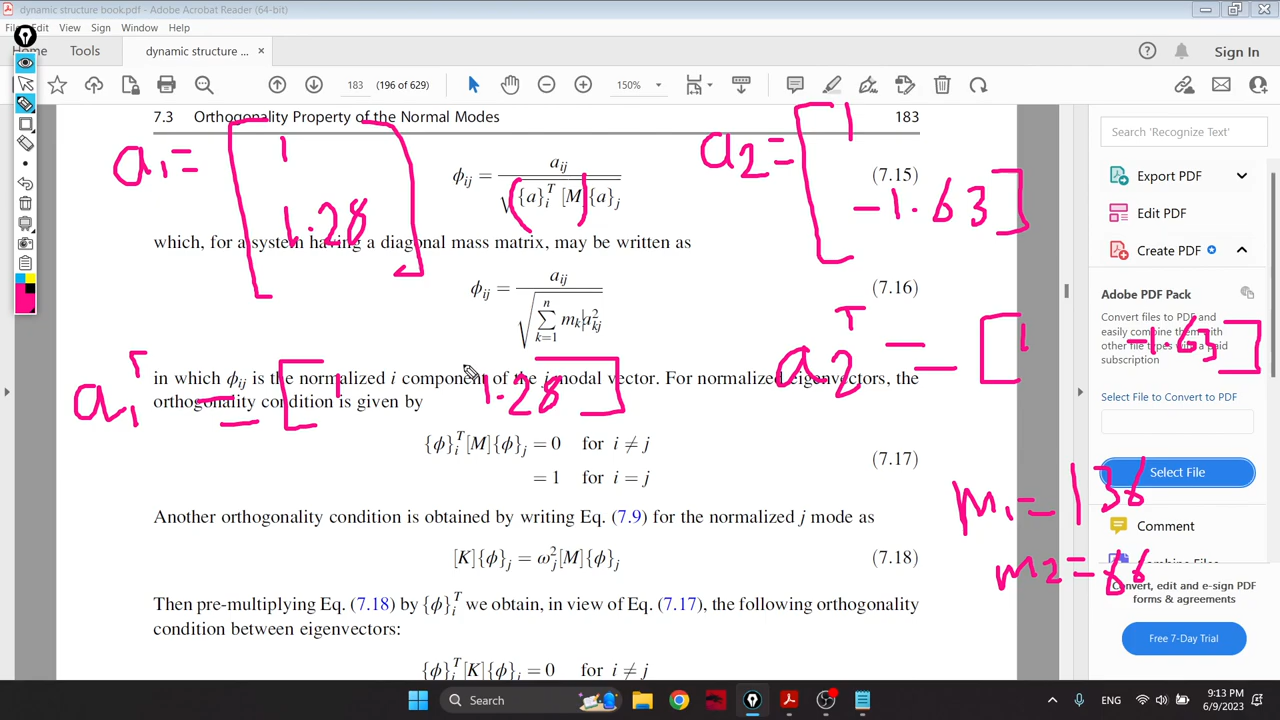 dynamic structure book.pdf - Adobe Acrobat Reader (64-bit)
File Edit View Sign Window Help
Home Tools dynamic structure ... × Sign In
183 (196 of 629) 150%
7.3 Orthogonality Property of the Normal Modes 183
a₁ = [1 1.28]
a₂ = [1 -1.63]
ϕij = aij / √({a}iᵀ [M]{a}j) (7.15)
which, for a system having a diagonal mass matrix, may be written as
ϕij = aij / √(∑k=1n mk a²kj) (7.16)
a₁ᵀ = [1 1.28]
a₂ᵀ = [1 -1.63]
in which ϕij is the normalized i component of the j modal vector. For normalized eigenvectors, the
orthogonality condition is given by
{ϕ}iᵀ[M]{ϕ}j = 0 for i ≠ j
= 1 for i = j (7.17)
m₁ = 136
m2 = 66
Another orthogonality condition is obtained by writing Eq. (7.9) for the normalized j mode as
[K]{ϕ}j = ω²j[M]{ϕ}j (7.18)
Then pre-multiplying Eq. (7.18) by {ϕ}iᵀ we obtain, in view of Eq. (7.17), the following orthogonality
condition between eigenvectors:
{ϕ}iᵀ[K]{ϕ}j = 0 for i ≠ j
Search 'Recognize Text'
Export PDF
Edit PDF
Create PDF
Adobe PDF Pack
Convert files to PDF and
easily combine them with
other file types with a paid
subscription
Select File to Convert to PDF
Select File
Comment
Combine Files
Convert, edit and e-sign PDF
forms & agreements
Free 7-Day Trial
Search
ENG
9:13 PM
6/9/2023